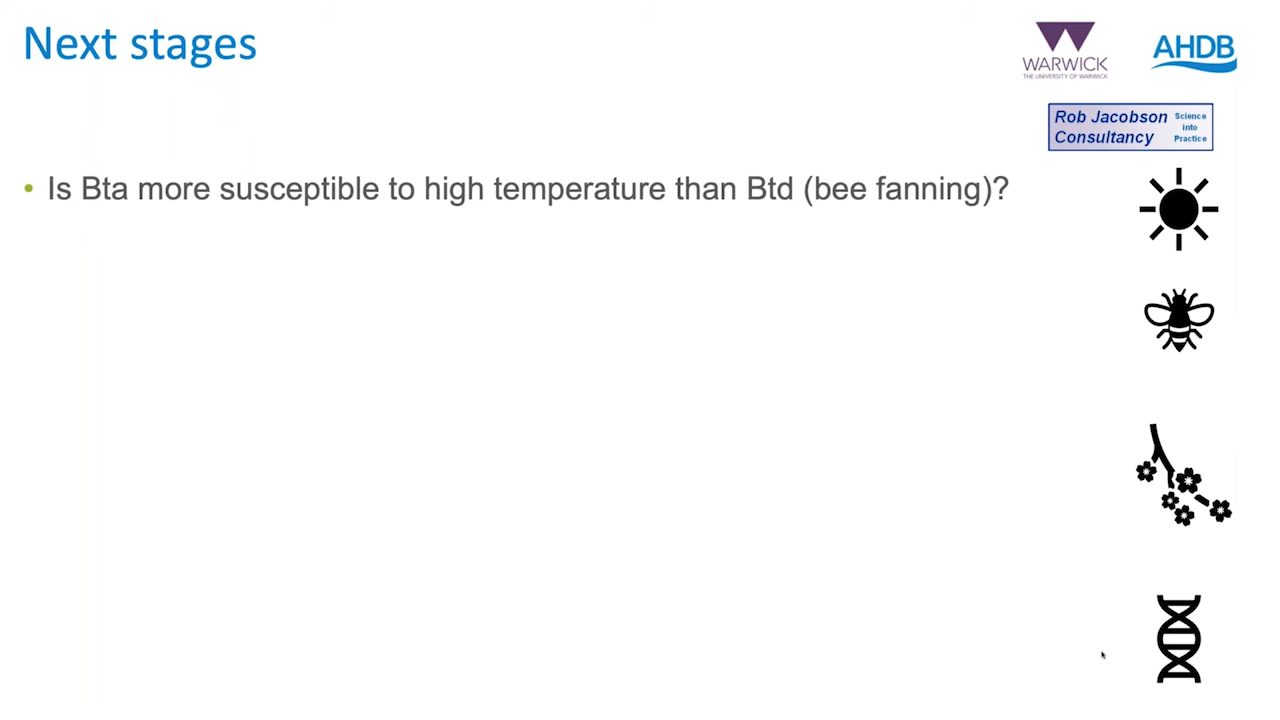 Next stages
WARWICK
THE UNIVERSITY OF WARWICK
AHDB
Rob Jacobson
Consultancy
Science
into
Practice
• Is Bta more susceptible to high temperature than Btd (bee fanning)?